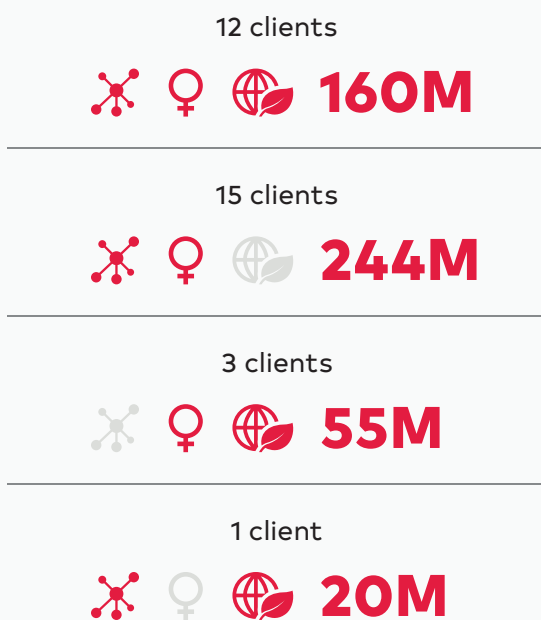 12 clients
160M
15 clients
244M
3 clients
55M
1 client
20M